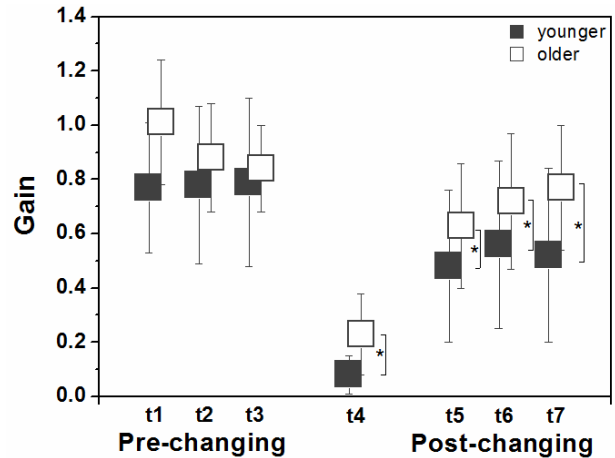 younger
older
1.4
1.2
1.0
0.8
0.6
0.4
0.2
0.0
Gain
*
*
*
*
t1 t2 t3 t4 t5 t6 t7
Pre-changing Post-changing